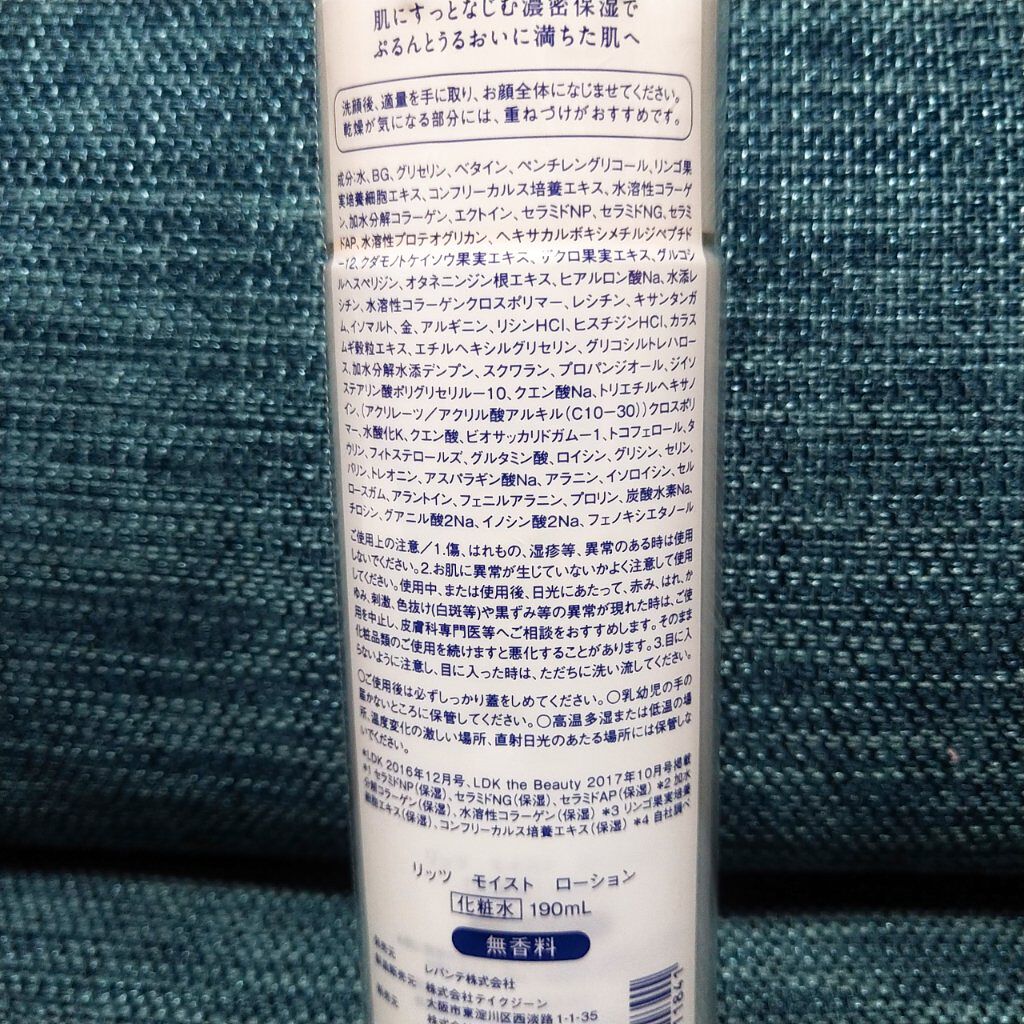 肌にすっとなじむ濃密保湿で
ぷるんとうるおいに満ちた肌へ
洗顔後、適量を手に取り、お顔全体になじませてください。
乾燥が気になる部分には、重ねづけがおすすめです。
成分:水、BG、グリセリン、ベタイン、ペンチレングリコール、リンゴ果
実培養細胞エキス、コンフリーカルス培養エキス、水溶性コラーゲ
ン、加水分解コラーゲン、エクトイン、セラミドNP、セラミドNG、セラミ
ドAP、水溶性プロテオグリカン、ヘキサカルボキシメチルジペプチド
-12、クダモノトケイソウ果実エキス、ザクロ果実エキス、グルコシ
ルヘスペリジン、オタネニンジン根エキス、ヒアルロン酸Na、水添レ
シチン、水溶性コラーゲンクロスポリマー、レシチン、キサンタンガ
ム、イソマルト、金、アルギニン、リシンHCl、ヒスチジンHCl、カラス
ムギ穀粒エキス、エチルヘキシルグリセリン、グリコシルトレハロー
ス、加水分解水添デンプン、スクワラン、プロパンジオール、ジイソ
ステアリン酸ポリグリセリル-10、クエン酸Na、トリエチルヘキサノ
イン、(アクリレーツ/アクリル酸アルキル(C10-30))クロスポリ
マー、水酸化K、クエン酸、ビオサッカリドガム-1、トコフェロール、タ
ウリン、フィトステロールズ、グルタミン酸、ロイシン、グリシン、セリン、
バリン、トレオニン、アスパラギン酸Na、アラニン、イソロイシン、セル
ロースガム、アラントイン、フェニルアラニン、プロリン、炭酸水素Na、
チロシン、グアニル酸2Na、イノシン酸2Na、フェノキシエタノール
ご使用上の注意/1.傷、はれもの、湿疹等、異常のある時は使用
しないでください。2.お肌に異常が生じていないかよく注意して使用
してください。使用中、または使用後、日光にあたって、赤み、はれ、か
ゆみ、刺激、色抜け(白斑等)や黒ずみ等の異常が現れた時は、ご使
用を中止し、皮膚科専門医等へご相談をおすすめします。そのまま
化粧品類のご使用を続けますと悪化することがあります。3.目に入
らないように注意し、目に入った時は、ただちに洗い流してください。
○ご使用後は必ずしっかり蓋をしめてください。○乳幼児の手の
届かないところに保管してください。○高温多湿または低温の場
所、温度変化の激しい場所、直射日光のあたる場所には保管しな
いでください。
*LDK 2016年12月号、LDK the Beauty 2017年10月号掲載
*1 セラミドNP(保湿)、セラミドNG(保湿)、セラミドAP(保湿) *2 加水
分解コラーゲン(保湿)、水溶性コラーゲン(保湿) *3 リンゴ果実培養
細胞エキス(保湿)、コンフリーカルス培養エキス(保湿) *4 自社調べ
リッツ モイスト ローション
化粧水 190mL
無香料
発売元 レバンテ株式会社
製造販売元 株式会社テイクジーン
大阪市東淀川区西淡路1-1-35
株式会
11841